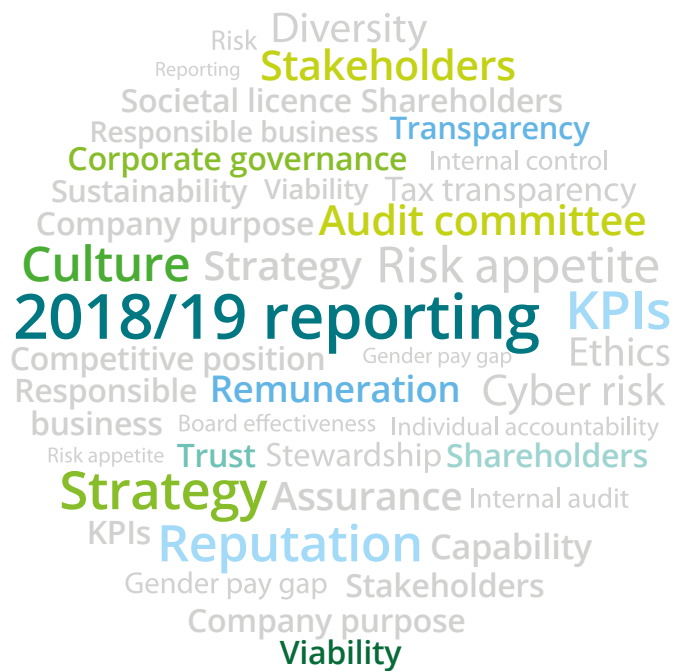 Risk Diversity
Reporting Stakeholders
Societal licence Shareholders
Responsible business Transparency
Corporate governance Internal control
Sustainability Viability Tax transparency
Company purpose Audit committee
Culture Strategy Risk appetite
2018/19 reporting KPIs
Competitive position Gender pay gap Ethics
Responsible Remuneration Cyber risk
business Board effectiveness Individual accountability
Risk appetite Trust Stewardship Shareholders
Strategy Assurance Internal audit
KPIs Reputation Capability
Gender pay gap Stakeholders
Company purpose
Viability